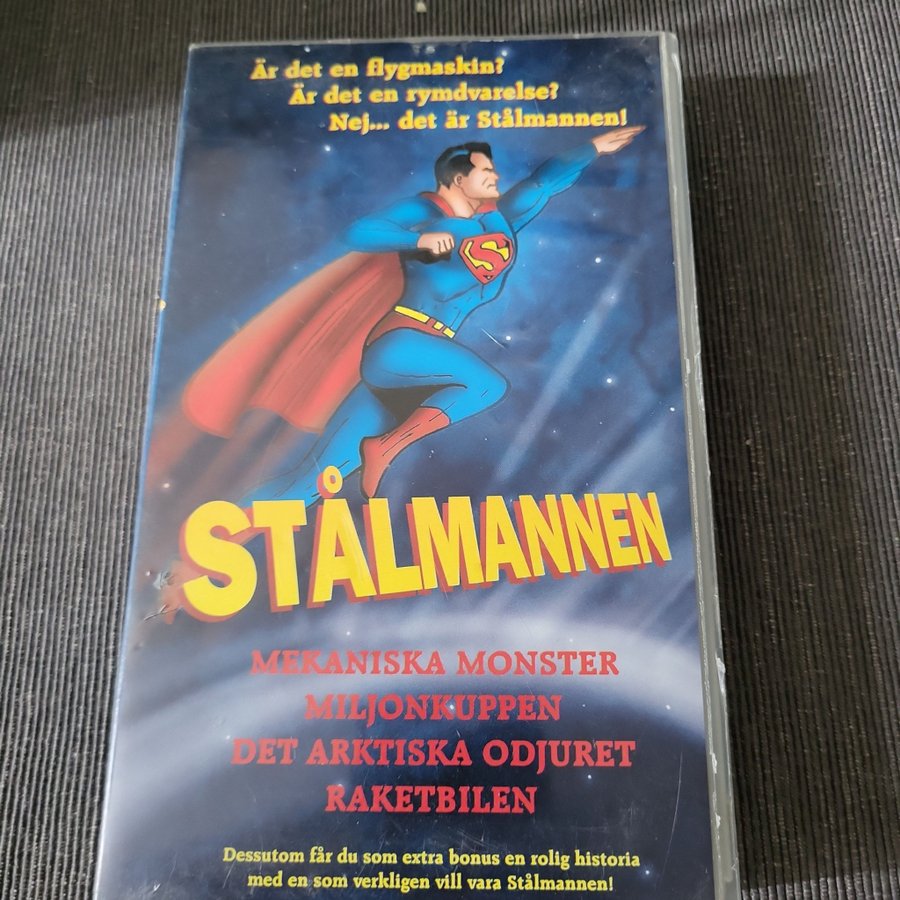 Är det en flygmaskin?
Är det en rymdvarelse?
Nej... det är Stålmannen!
S
STÅLMANNEN
MEKANISKA MONSTER
MILJONKUPPEN
DET ARKTISKA ODJURET
RAKETBILEN
Dessutom får du som extra bonus en rolig historia
med en som verkligen vill vara Stålmannen!